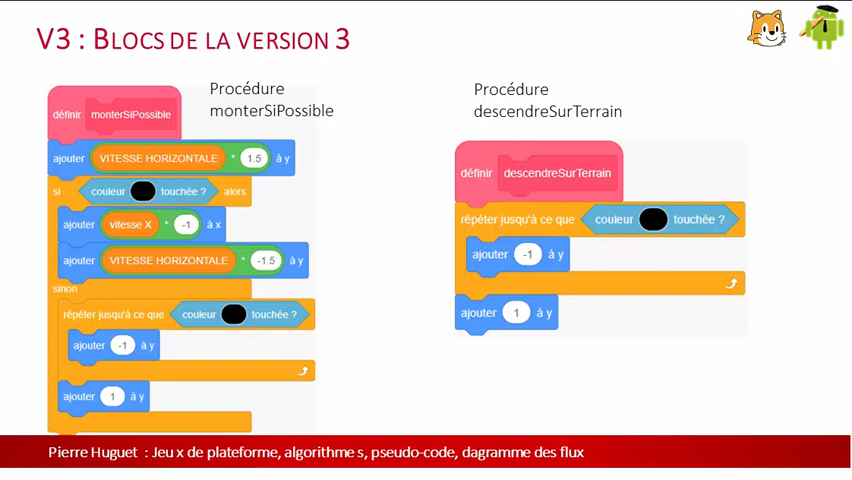 V3 : BLOCS DE LA VERSION 3
Procédure
monterSiPossible
définir monterSiPossible
ajouter VITESSE HORIZONTALE * 1.5 à y
si couleur touchée ? alors
ajouter vitesse X * -1 à x
ajouter VITESSE HORIZONTALE * -1.5 à y
sinon
répéter jusqu'à ce que couleur touchée ?
ajouter -1 à y
ajouter 1 à y
Procédure
descendreSurTerrain
définir descendreSurTerrain
répéter jusqu'à ce que couleur touchée ?
ajouter -1 à y
ajouter 1 à y
Pierre Huguet : Jeu x de plateforme, algorithme s, pseudo-code, dagramme des flux